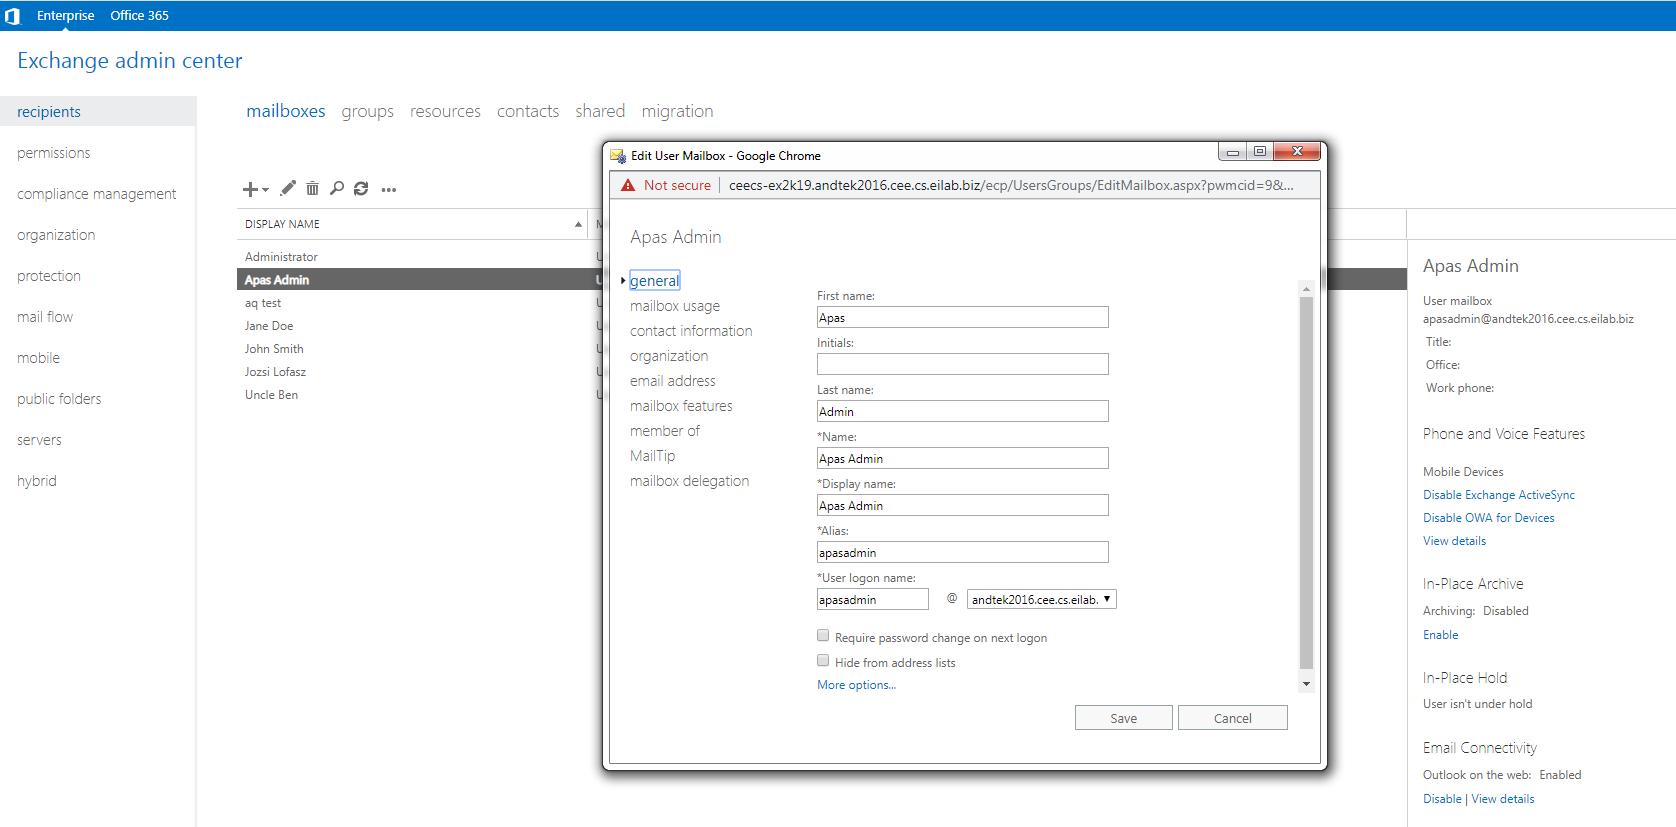 Enterprise Office 365
Exchange admin center
recipients
permissions
compliance management
organization
protection
mail flow
mobile
public folders
servers
hybrid
mailboxes groups resources contacts shared migration
DISPLAY NAME
Administrator
Apas Admin
aq test
Jane Doe
John Smith
Jozsi Lofasz
Uncle Ben
Edit User Mailbox - Google Chrome
Not secure ceecs-ex2k19.andtek2016.cee.cs.eilab.biz/ecp/UsersGroups/EditMailbox.aspx?pwmcid=9&...
Apas Admin
general
mailbox usage
contact information
organization
email address
mailbox features
member of
MailTip
mailbox delegation
First name:
Apas
Initials:
Last name:
Admin
*Name:
Apas Admin
*Display name:
Apas Admin
*Alias:
apasadmin
*User logon name:
apasadmin @ andtek2016.cee.cs.eilab.
Require password change on next logon
Hide from address lists
More options...
Save Cancel
Apas Admin
User mailbox
apasadmin@andtek2016.cee.cs.eilab.biz
Title:
Office:
Work phone:
Phone and Voice Features
Mobile Devices
Disable Exchange ActiveSync
Disable OWA for Devices
View details
In-Place Archive
Archiving: Disabled
Enable
In-Place Hold
User isn't under hold
Email Connectivity
Outlook on the web: Enabled
Disable | View details